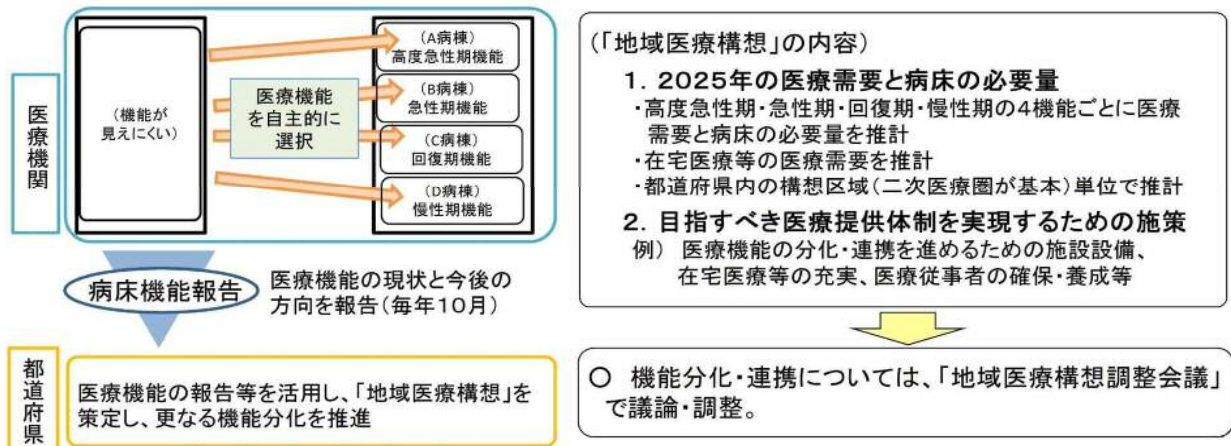 医療機関
(機能が
見えにくい)
医療機能
を自主的に
選択
(A病棟)
高度急性期機能
(B病棟)
急性期機能
(C病棟)
回復期機能
(D病棟)
慢性期機能
病床機能報告
医療機能の現状と今後の
方向を報告(毎年10月)
都道府県
医療機能の報告等を活用し、「地域医療構想」を
策定し、更なる機能分化を推進
(「地域医療構想」の内容)
1. 2025年の医療需要と病床の必要量
・高度急性期・急性期・回復期・慢性期の4機能ごとに医療
需要と病床の必要量を推計
・在宅医療等の医療需要を推計
・都道府県内の構想区域(二次医療圏が基本)単位で推計
2. 目指すべき医療提供体制を実現するための施策
例) 医療機能の分化・連携を進めるための施設設備、
在宅医療等の充実、医療従事者の確保・養成等
○ 機能分化・連携については、「地域医療構想調整会議」
で議論・調整。